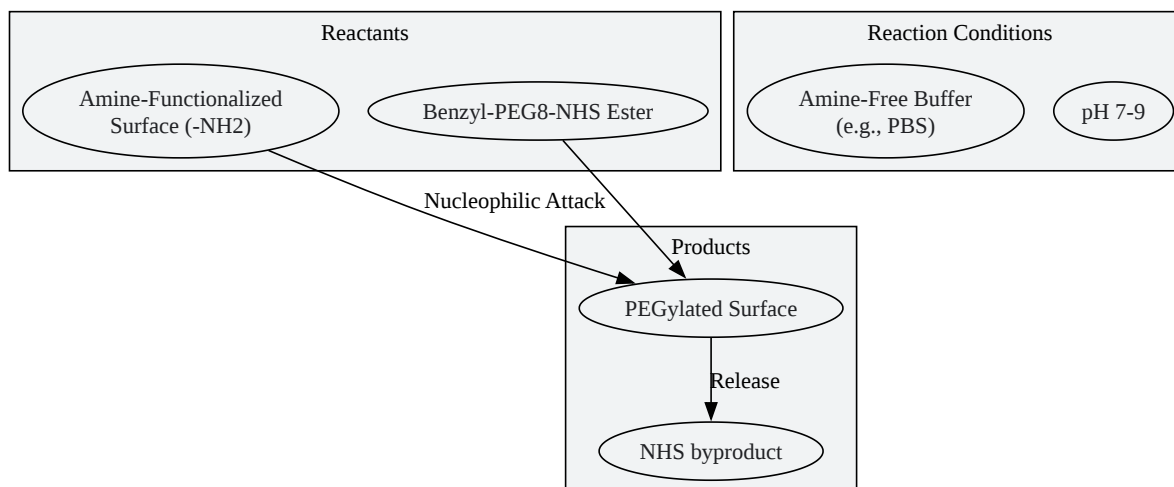 Reactants
Amine-Functionalized
Surface (-NH2)
Benzyl-PEG8-NHS Ester
Reaction Conditions
Amine-Free Buffer
(e.g., PBS)
pH 7-9
Nucleophilic Attack
Products
PEGylated Surface
Release
NHS byproduct